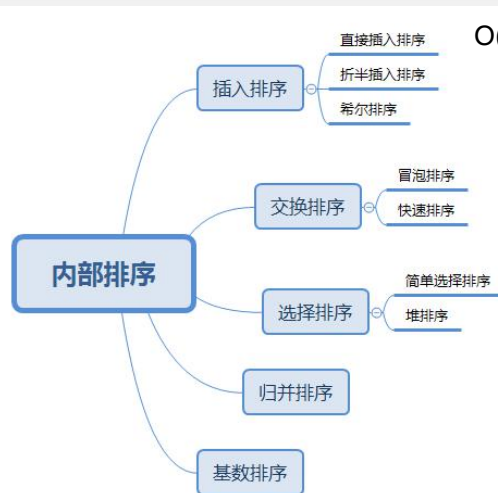 直接插入排序
O(
插入排序
折半插入排序
希尔排序
冒泡排序
交换排序
快速排序
内部排序
简单选择排序
选择排序
堆排序
归并排序
基数排序